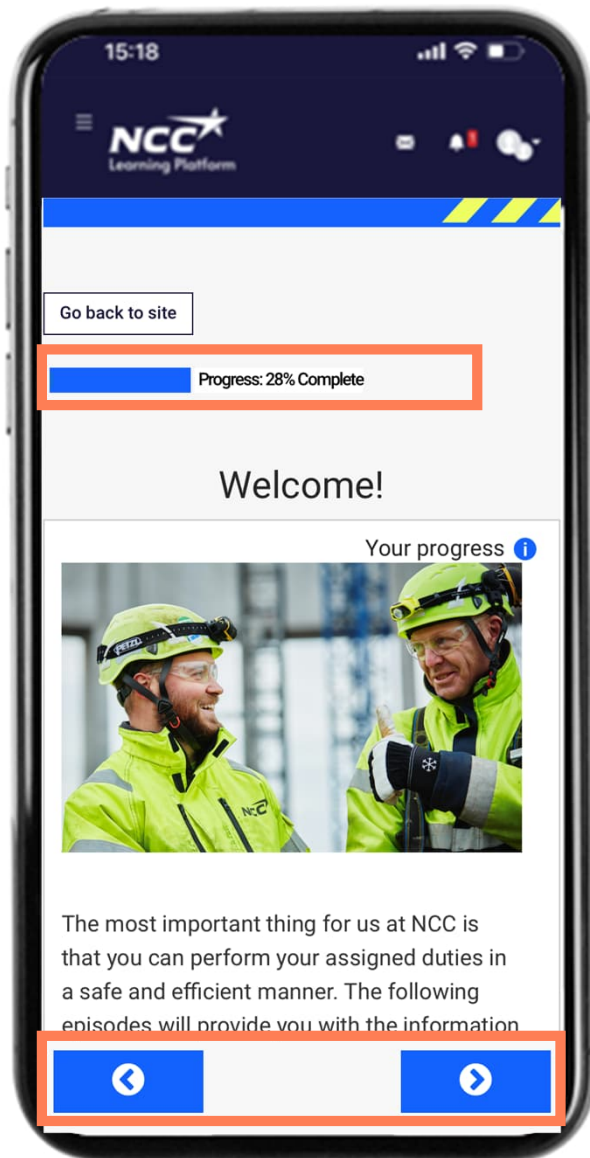 15:18
NCC
Learning Platform
Go back to site
Progress: 28% Complete
Welcome!
Your progress
PETZL
NCC
The most important thing for us at NCC is
that you can perform your assigned duties in
a safe and efficient manner. The following
episodes will provide you with the information